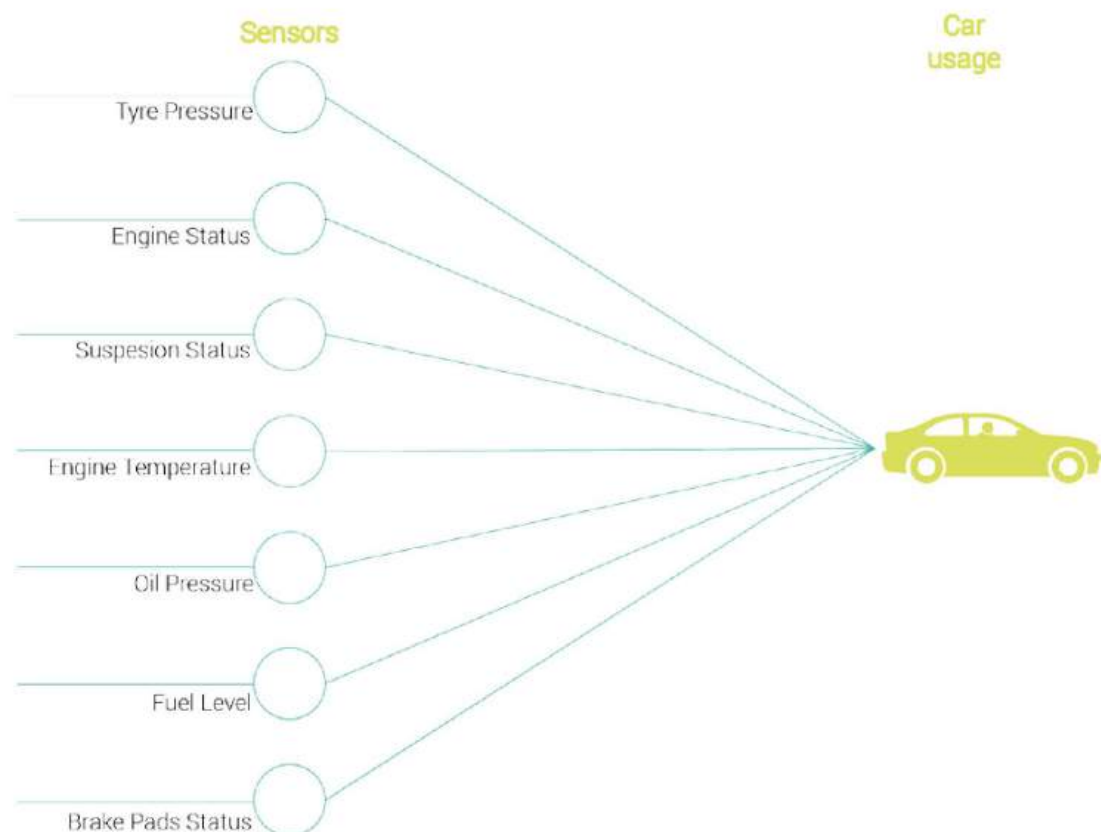 Sensors
Car
usage
Tyre Pressure
Engine Status
Suspesion Status
Engine Temperature
Oil Pressure
Fuel Level
Brake Pads Status